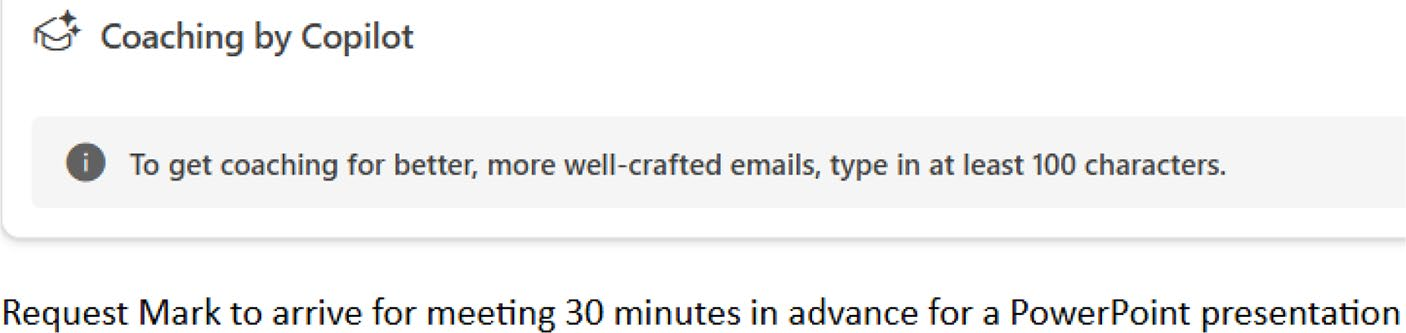 Coaching by Copilot
To get coaching for better, more well-crafted emails, type in at least 100 characters.
Request Mark to arrive for meeting 30 minutes in advance for a PowerPoint presentation